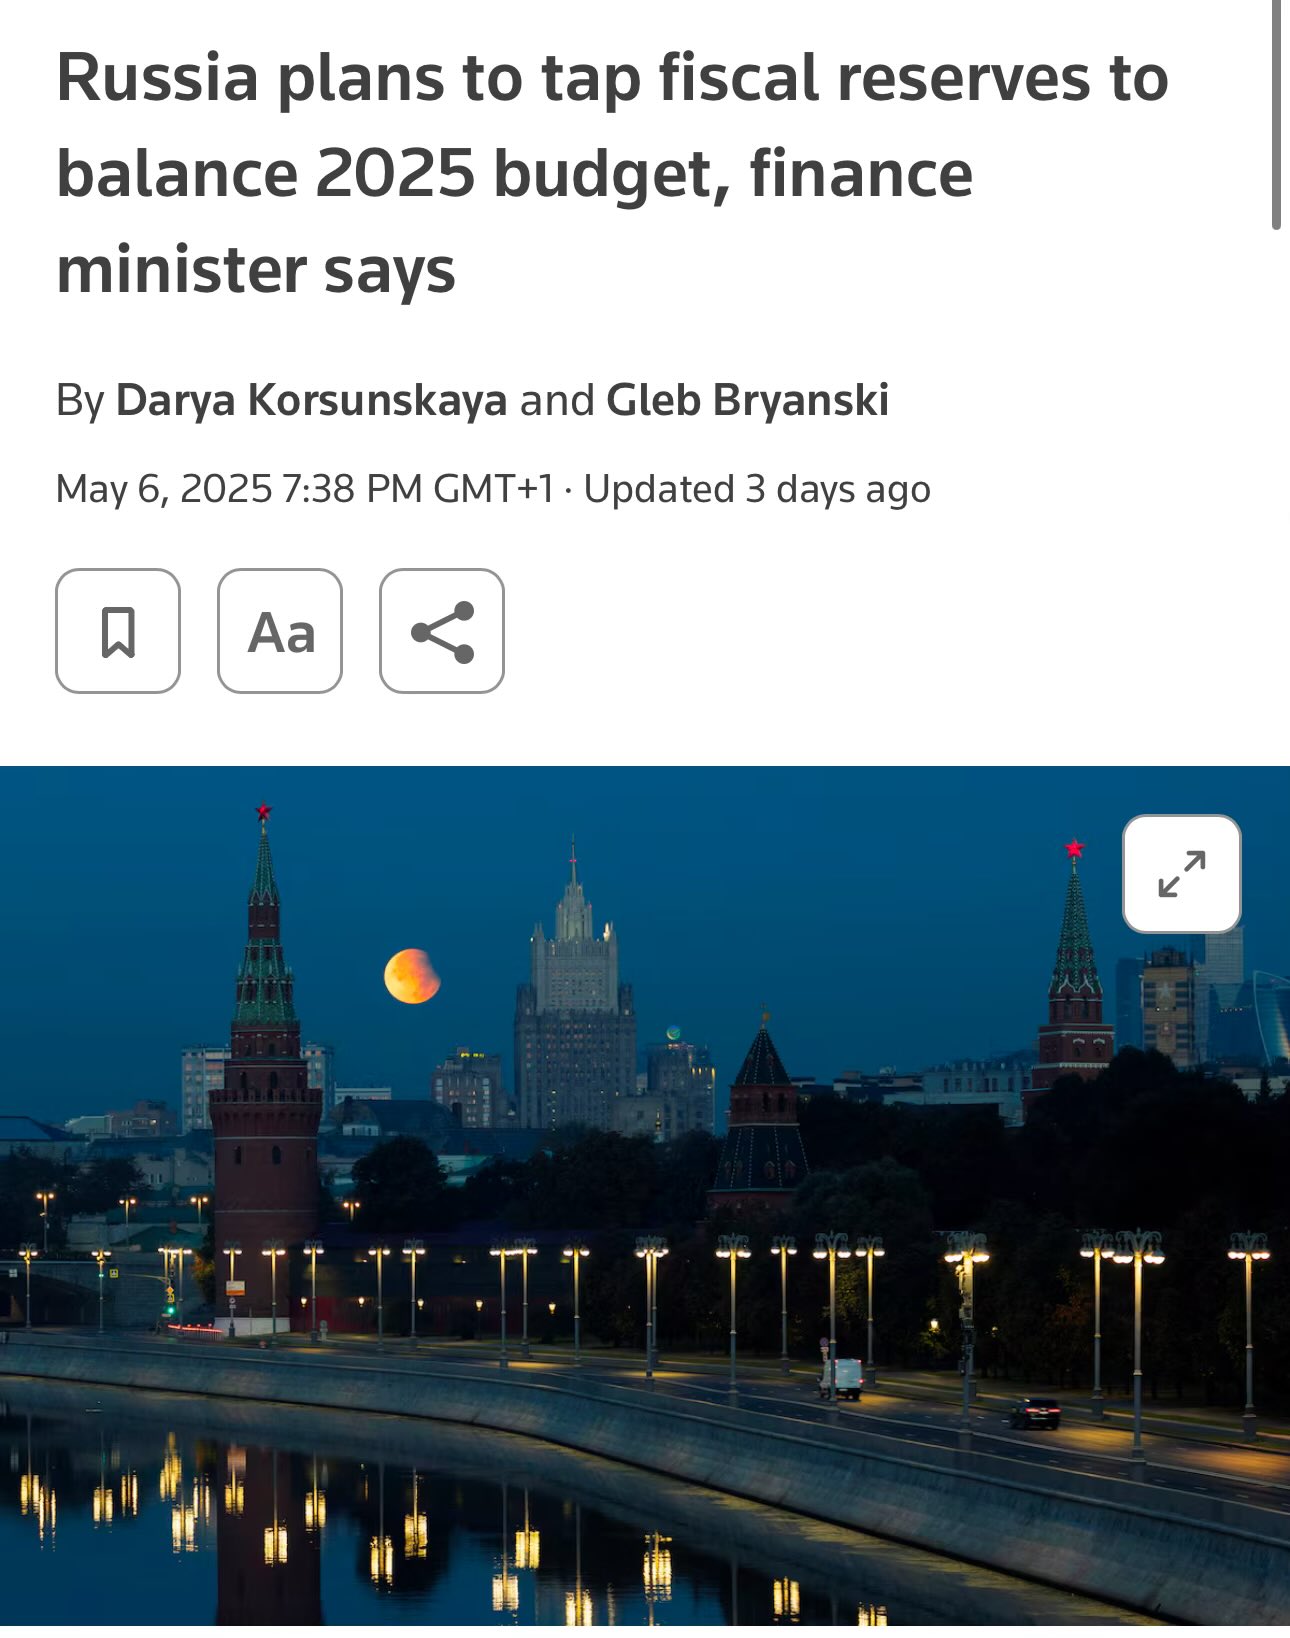 Russia plans to tap fiscal reserves to
balance 2025 budget, finance
minister says
By Darya Korsunskaya and Gleb Bryanski
May 6, 2025 7:38 PM GMT+1 · Updated 3 days ago
Aa